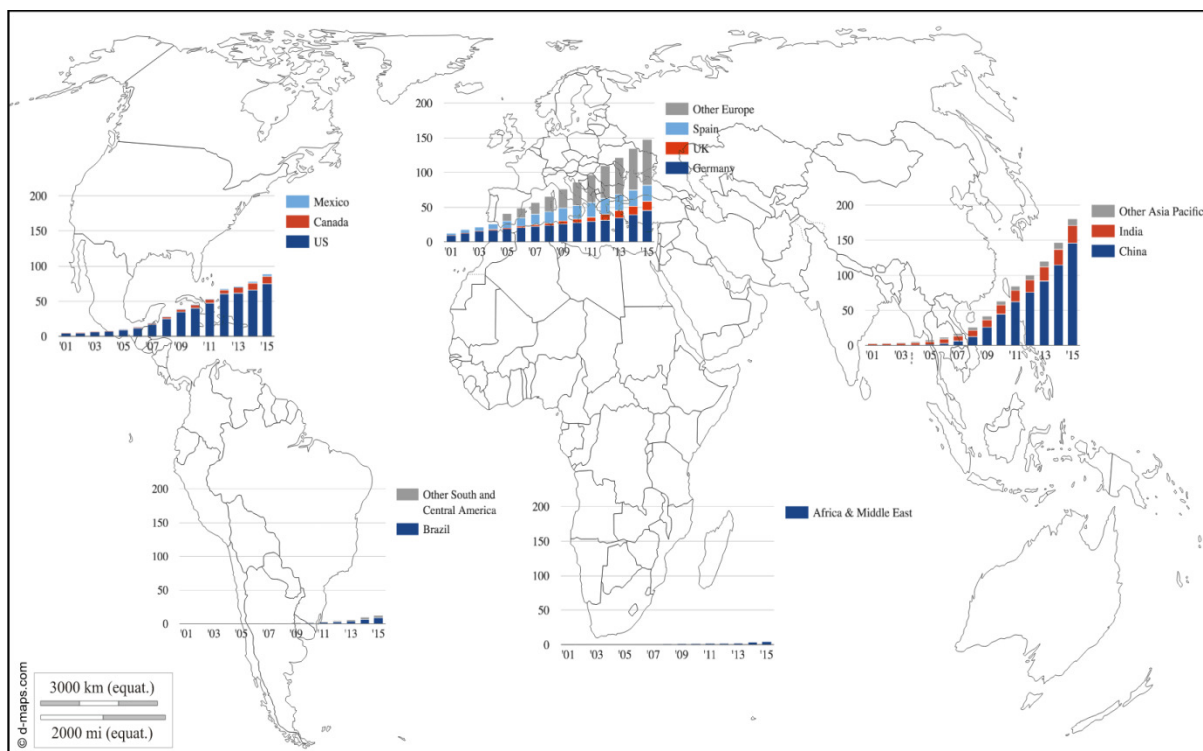 200
150
100
50
0
Other Europe
Spain
UK
Germany
'01 '03 '05 '07 '09 '11 '13 '15
200
150
100
50
0
Mexico
Canada
US
'01 '03 '05 '07 '09 '11 '13 '15
200
150
100
50
0
Other Asia Pacific
India
China
'01 '03 '05 '07 '09 '11 '13 '15
200
150
100
50
0
Other South and
Central America
Brazil
'01 '03 '05 '07 '09 '11 '13 '15
200
150
100
50
0
Africa & Middle East
'01 '03 '05 '07 '09 '11 '13 '15
3000 km (equat.)
2000 mi (equat.)
© d-maps.com